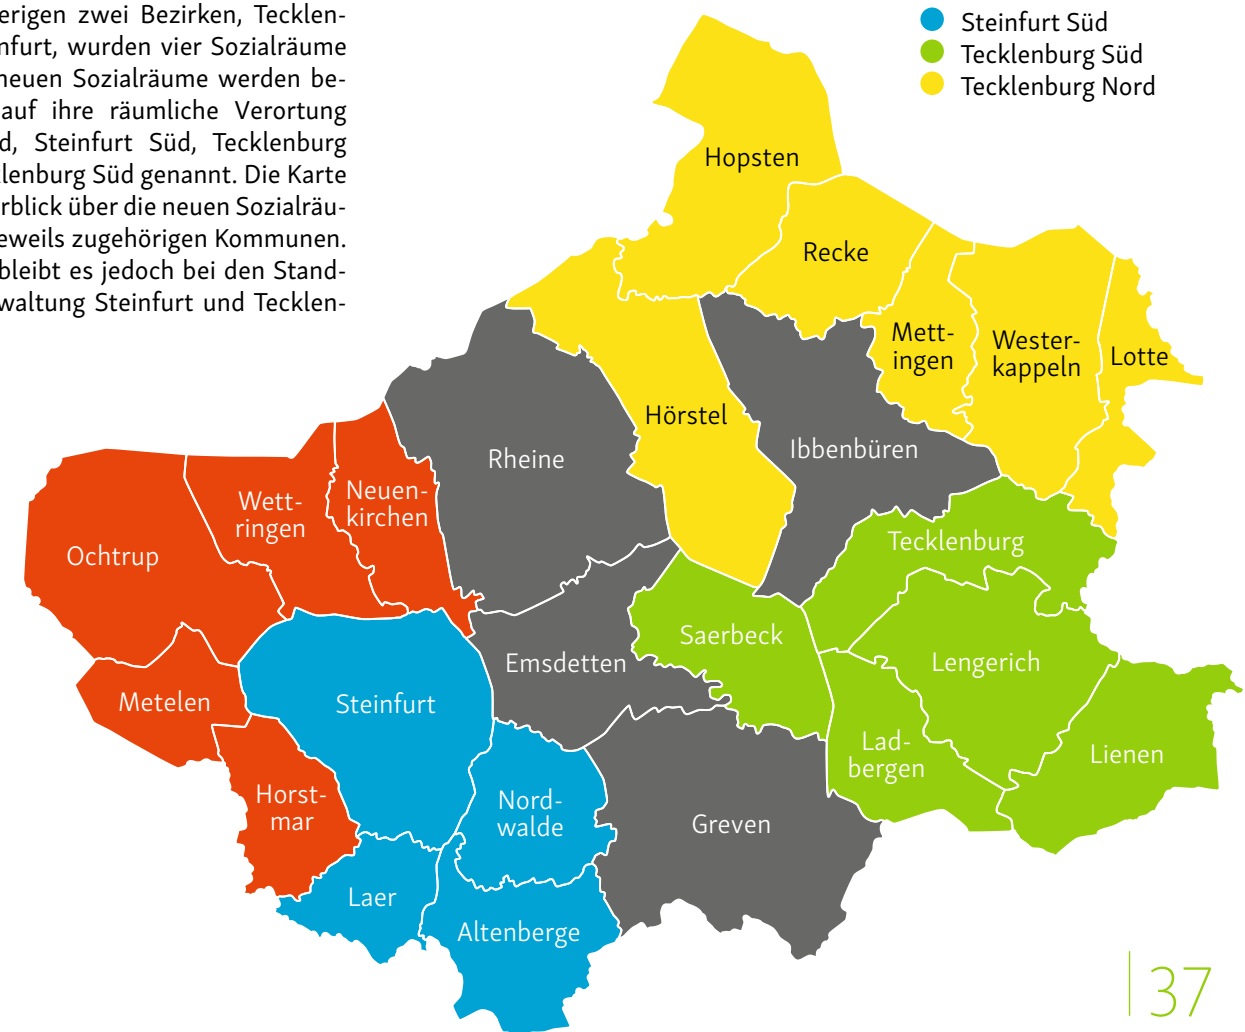 erigen zwei Bezirken, Tecklen-
nfurt, wurden vier Sozialräume
neuen Sozialräume werden be-
auf ihre räumliche Verortung
d, Steinfurt Süd, Tecklenburg
klenburg Süd genannt. Die Karte
rblick über die neuen Sozialräu-
eweils zugehörigen Kommunen.
bleibt es jedoch bei den Stand-
waltung Steinfurt und Tecklen-
Steinfurt Süd
Tecklenburg Süd
Tecklenburg Nord
Hopsten
Recke
Mett-
ingen
Wester-
kappeln
Lotte
Hörstel
Ibbenbüren
Rheine
Neuen-
kirchen
Wett-
ringen
Ochtrup
Tecklenburg
Saerbeck
Lengerich
Emsdetten
Metelen
Steinfurt
Lad-
bergen
Lienen
Horst-
mar
Nord-
walde
Greven
Laer
Altenberge
37